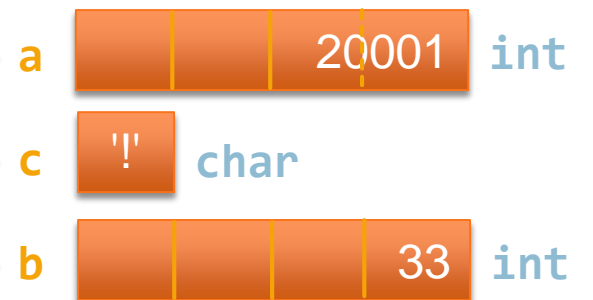 a 20001 int
c '!' char
b 33 int